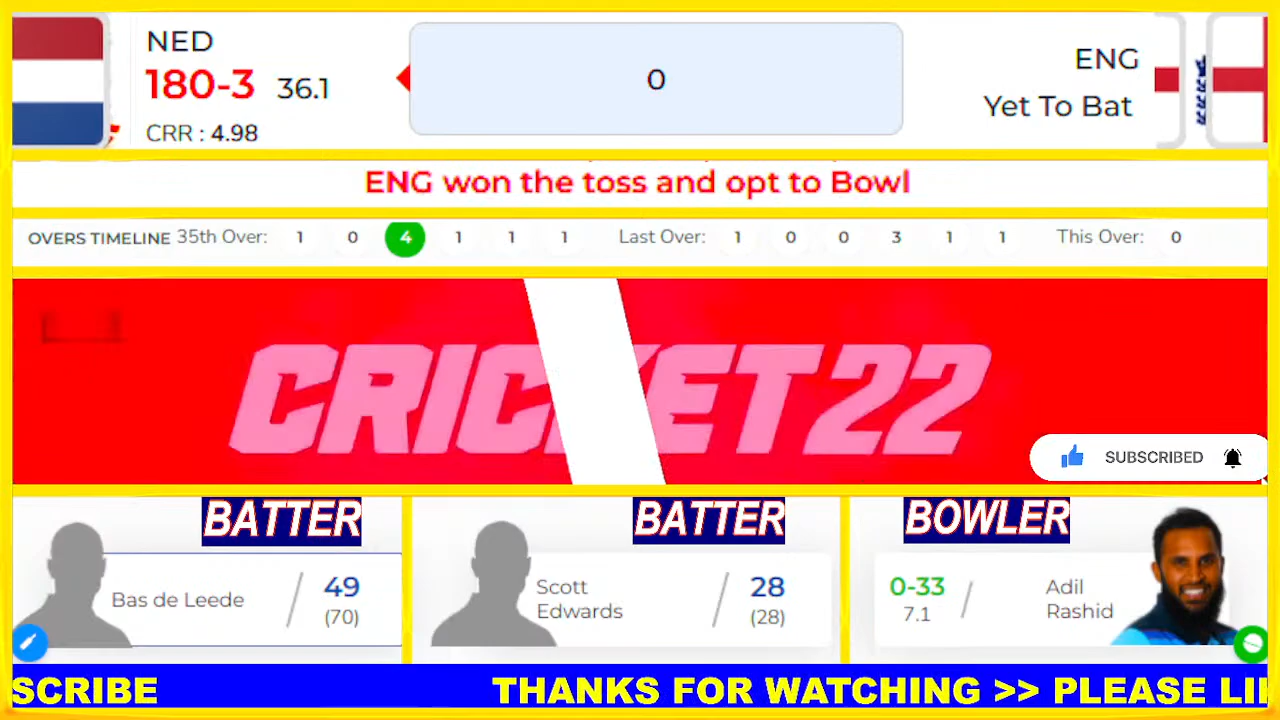 NED
180-3 36.1
CRR : 4.98
0
ENG
Yet To Bat
ENG won the toss and opt to Bowl
OVERS TIMELINE 35th Over: 1 0 4 1 1 1 Last Over: 1 0 0 3 1 1 This Over: 0
CRICKET 22
SUBSCRIBED
BATTER
Bas de Leede
49
(70)
BATTER
Scott
Edwards
28
(28)
BOWLER
0-33
7.1
Adil
Rashid
SCRIBE THANKS FOR WATCHING >> PLEASE LI